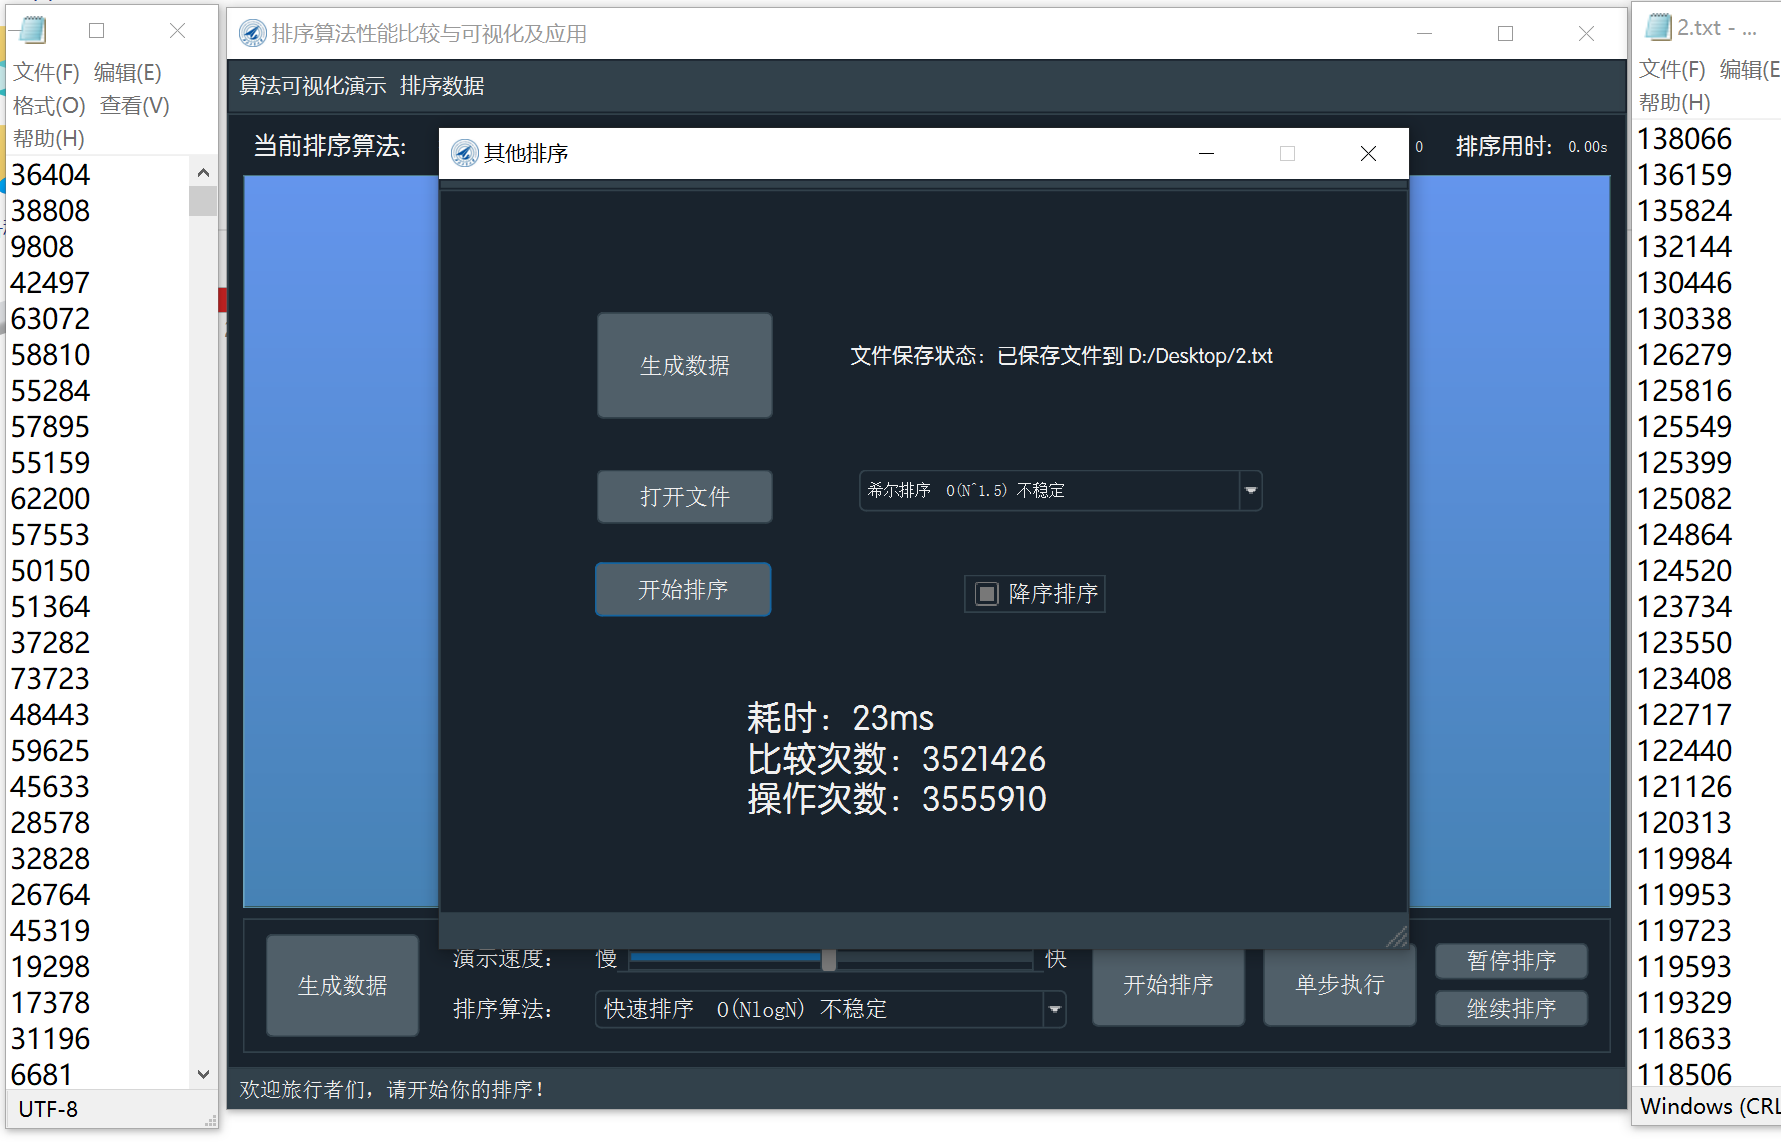 文件(F) 编辑(E)
格式(O) 查看(V)
帮助(H)
36404
38808
9808
42497
63072
58810
55284
57895
55159
62200
57553
50150
51364
37282
73723
48443
59625
45633
28578
32828
26764
45319
19298
17378
31196
6681
UTF-8
排序算法性能比较与可视化及应用
算法可视化演示 排序数据
当前排序算法:
0 排序用时: 0.00s
其他排序
生成数据
文件保存状态：已保存文件到 D:/Desktop/2.txt
打开文件
希尔排序 O(N^1.5) 不稳定
开始排序
降序排序
耗时：23ms
比较次数：3521426
操作次数：3555910
生成数据
演示速度： 慢 快
排序算法： 快速排序 O(NlogN) 不稳定
开始排序
单步执行
暂停排序
继续排序
欢迎旅行者们，请开始你的排序！
2.txt - ...
文件(F) 编辑(E
帮助(H)
138066
136159
135824
132144
130446
130338
126279
125816
125549
125399
125082
124864
124520
123734
123550
123408
122717
122440
121126
120313
119984
119953
119723
119593
119329
118633
118506
Windows (CRL